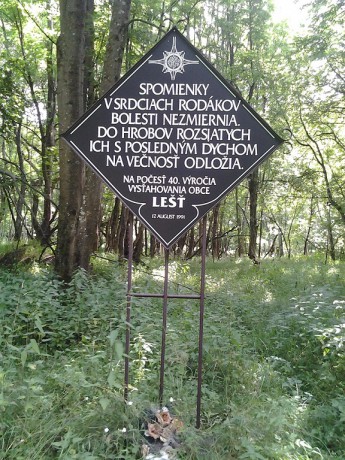 SPOMIENKY
V SRDCIACH RODÁKOV
BOLESTI NEZMIERNIA.
DO HROBOV ROZSIATYCH
ICH S POSLEDNÝM DYCHOM
NA VEČNOSŤ ODLOŽIA.
NA POČESŤ 40. VÝROČIA
VYSŤAHOVANIA OBCE
LEŠŤ
12 AUGUST 1991